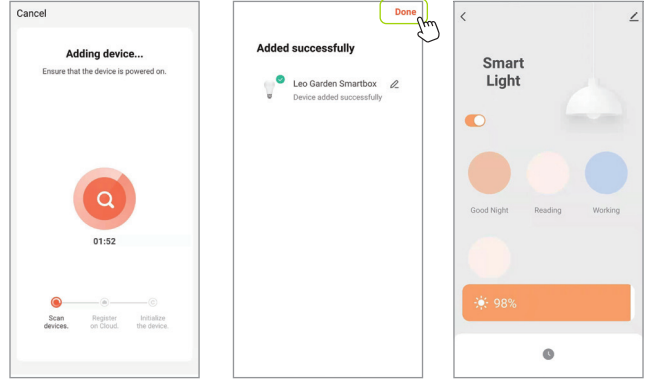 Cancel
Adding device...
Ensure that the device is powered on.
01:52
Scan
devices.
Register
on Cloud.
Initialize
the device.
Done
Added successfully
Leo Garden Smartbox
Device added successfully
Smart
Light
Good Night
Reading
Working
98%